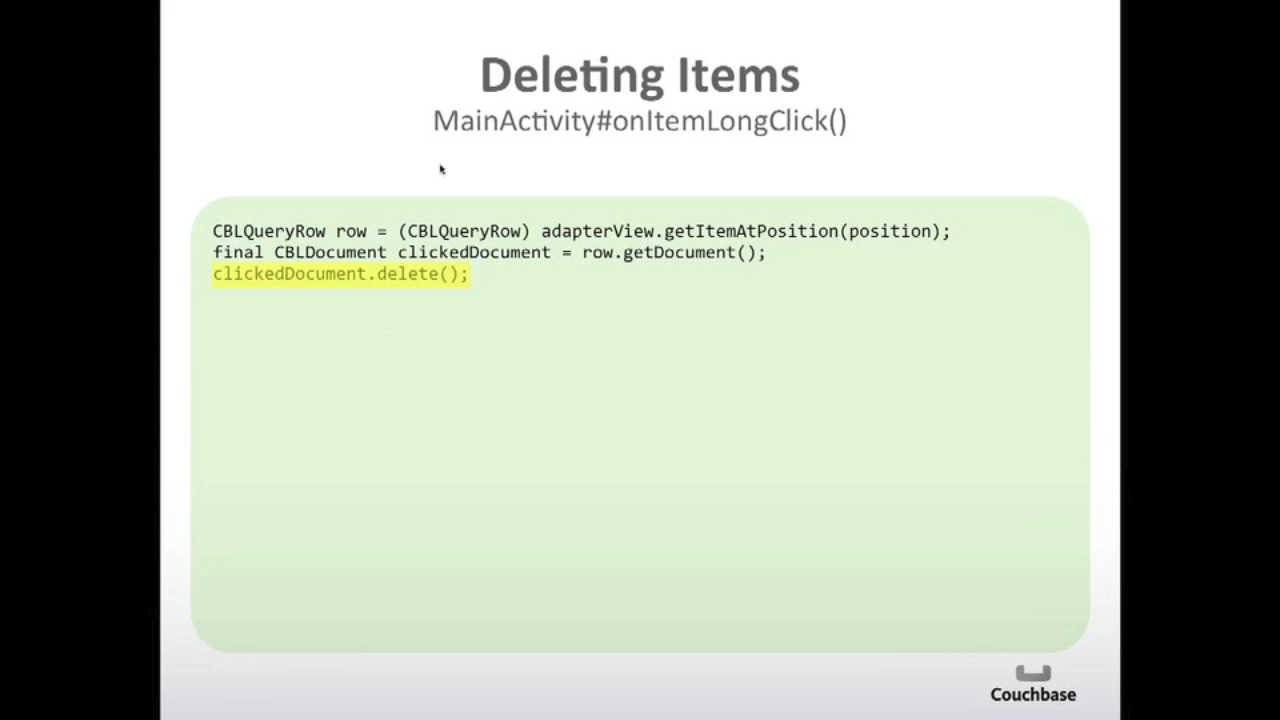 Deleting Items
MainActivity#onItemLongClick()
CBLQueryRow row = (CBLQueryRow) adapterView.getItemAtPosition(position);
final CBLDocument clickedDocument = row.getDocument();
clickedDocument.delete();
Couchbase